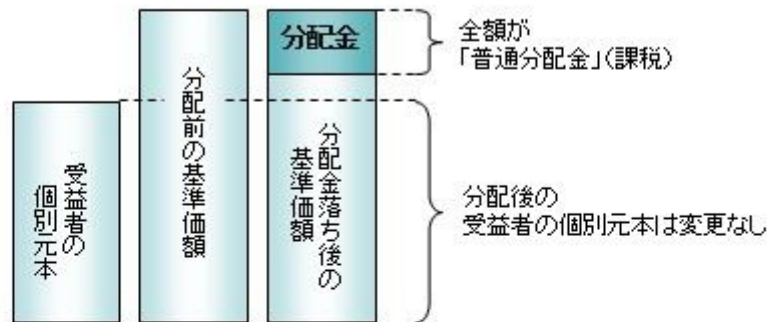 受益者の
個別元本
分配前の基準価額
分配金
分配金落ち後の
基準価額
全額が
「普通分配金」(課税)
分配後の
受益者の個別元本は変更なし